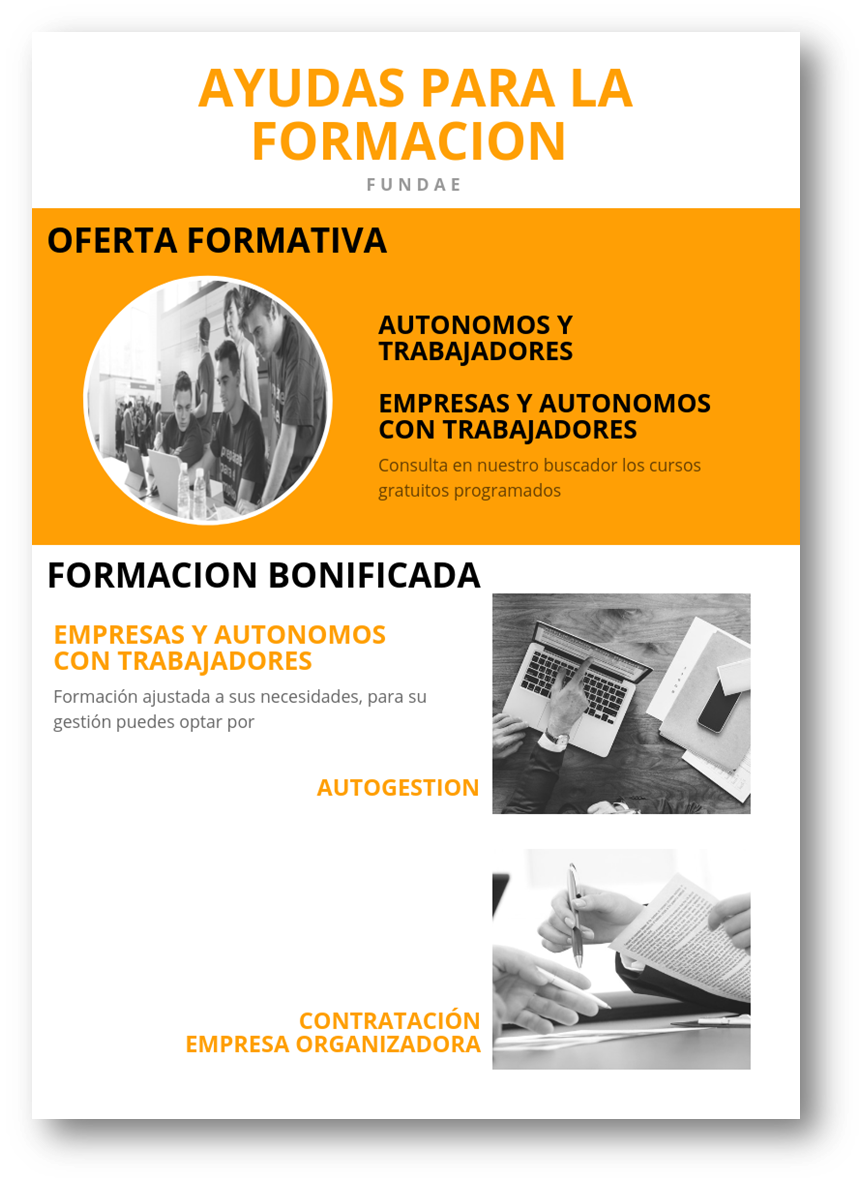 AYUDAS PARA LA
FORMACION
FUNDAE
OFERTA FORMATIVA
AUTONOMOS Y
TRABAJADORES
EMPRESAS Y AUTONOMOS
CON TRABAJADORES
Consulta en nuestro buscador los cursos
gratuitos programados
FORMACION BONIFICADA
EMPRESAS Y AUTONOMOS
CON TRABAJADORES
Formación ajustada a sus necesidades, para su
gestión puedes optar por
AUTOGESTION
CONTRATACIÓN
EMPRESA ORGANIZADORA